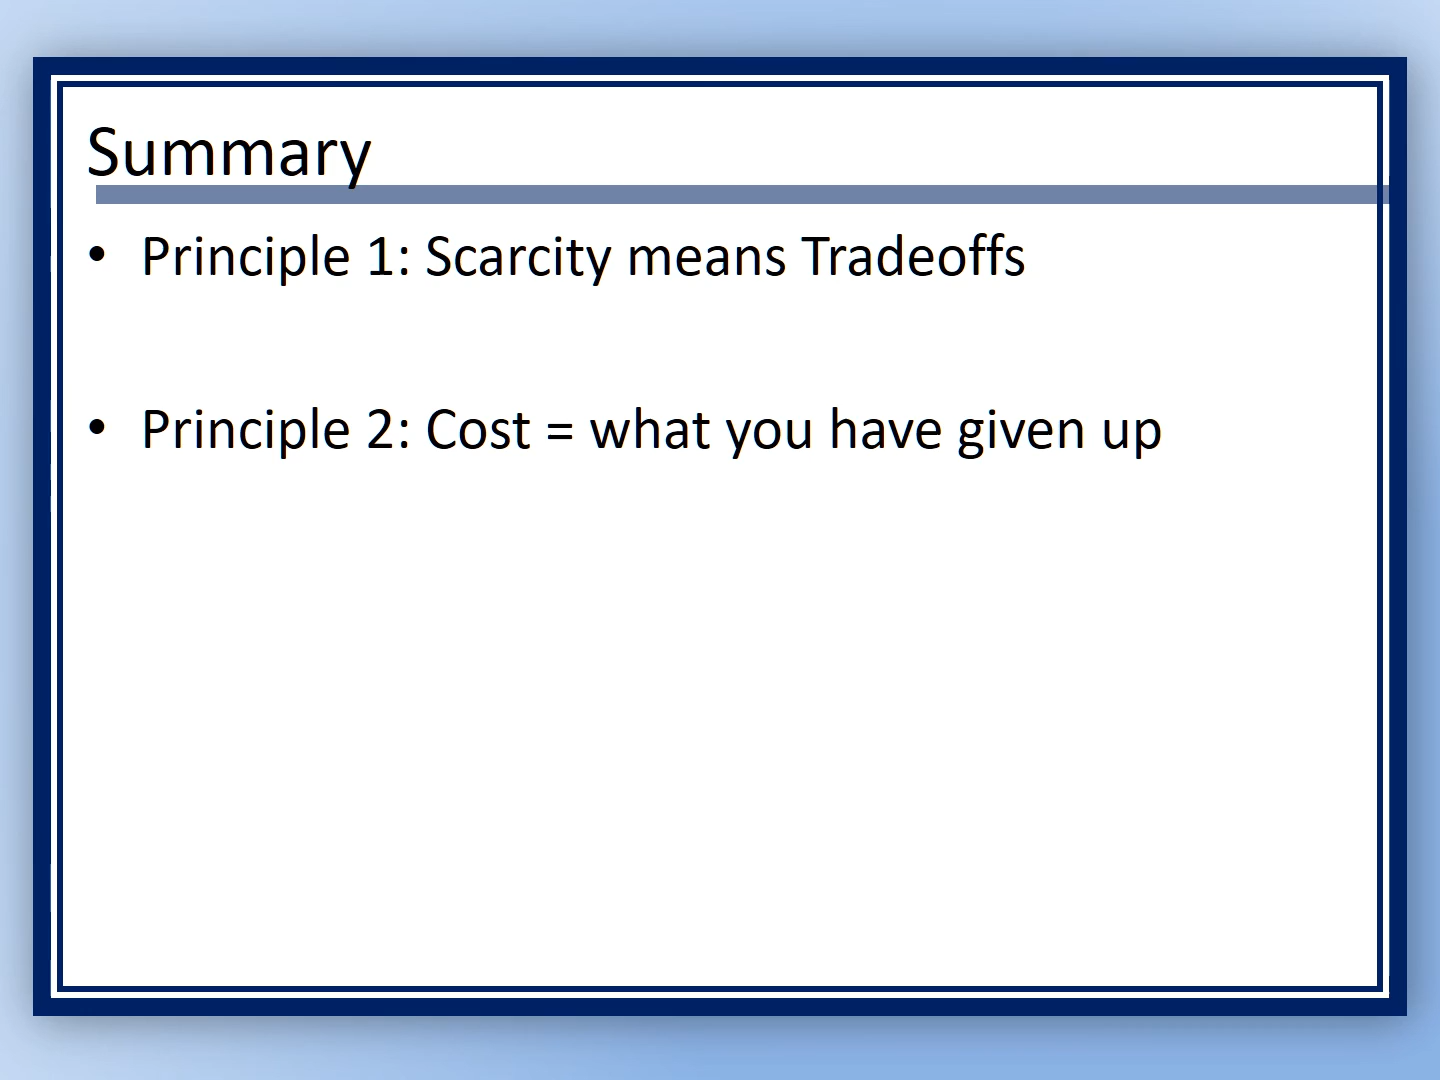 Summary
• Principle 1: Scarcity means Tradeoffs
• Principle 2: Cost = what you have given up